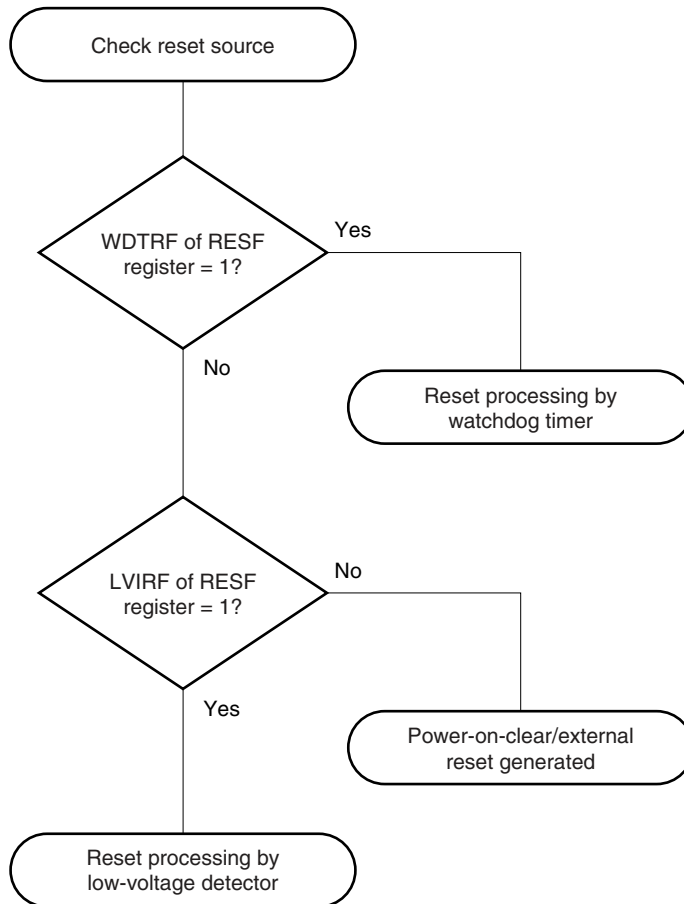 Check reset source
WDTRF of RESF
register = 1?
Yes
No
Reset processing by
watchdog timer
LVIRF of RESF
register = 1?
No
Yes
Power-on-clear/external
reset generated
Reset processing by
low-voltage detector